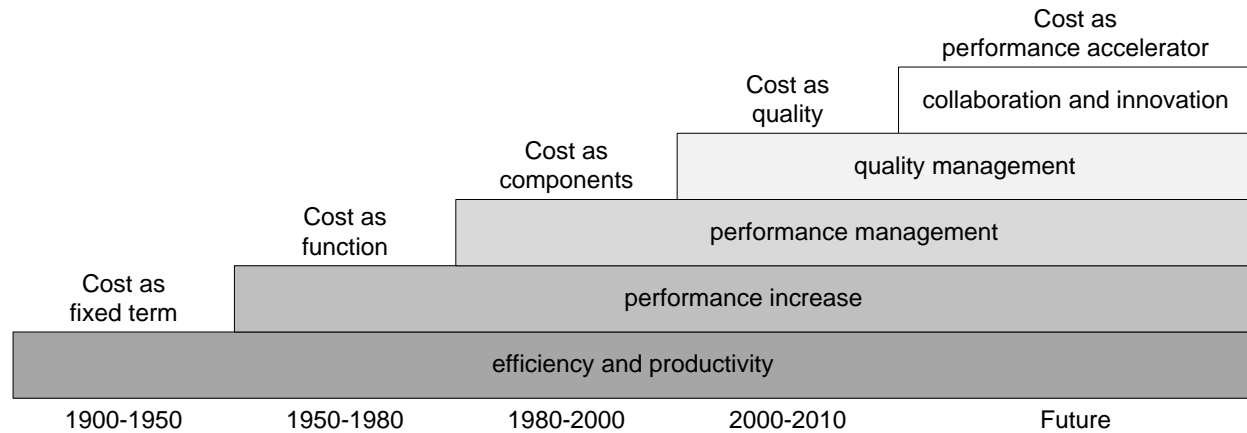 Cost as
performance accelerator
collaboration and innovation
Cost as
quality
quality management
Cost as
components
performance management
Cost as
function
performance increase
Cost as
fixed term
efficiency and productivity
1900-1950
1950-1980
1980-2000
2000-2010
Future